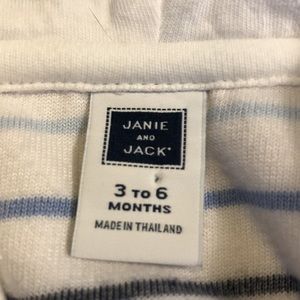 JANIE
AND
JACK®
3 TO 6
MONTHS
MADE IN THAILAND